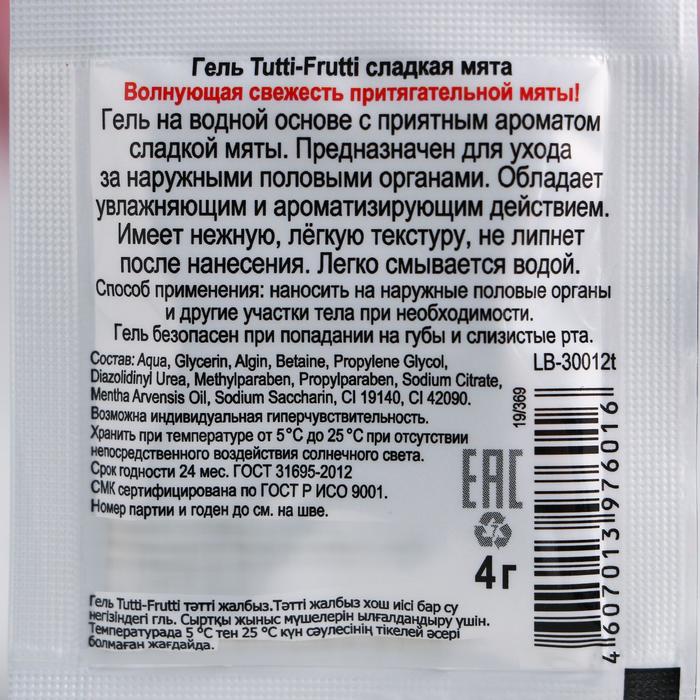 Гель Tutti-Frutti сладкая мята
Волнующая свежесть притягательной мяты!
Гель на водной основе с приятным ароматом
сладкой мяты. Предназначен для ухода
за наружными половыми органами. Обладает
увлажняющим и ароматизирующим действием.
Имеет нежную, лёгкую текстуру, не липнет
после нанесения. Легко смывается водой.
Способ применения: наносить на наружные половые органы
и другие участки тела при необходимости.
Гель безопасен при попадании на губы и слизистые рта.
Состав: Aqua, Glycerin, Algin, Betaine, Propylene Glycol,
Diazolidinyl Urea, Methylparaben, Propylparaben, Sodium Citrate,
Mentha Arvensis Oil, Sodium Saccharin, CI 19140, CI 42090.
Возможна индивидуальная гиперчувствительность.
Хранить при температуре от 5°С до 25°С при отсутствии
непосредственного воздействия солнечного света.
Срок годности 24 мес. ГОСТ 31695-2012
СМК сертифицирована по ГОСТ Р ИСО 9001.
Номер партии и годен до см. на шве.
LB-30012t
19/369
EAC
7
4 г
4607013976016
Гель Tutti-Frutti тәтті жалбыз.Тәтті жалбыз хош иісі бар су
негізіндегі гль. Сыртқы жыныс мүшелерін ылғалдандыру үшін.
Температурада 5 °С тен 25 °С күн сәулесінің тікелей әсері
болмаған жағдайда.